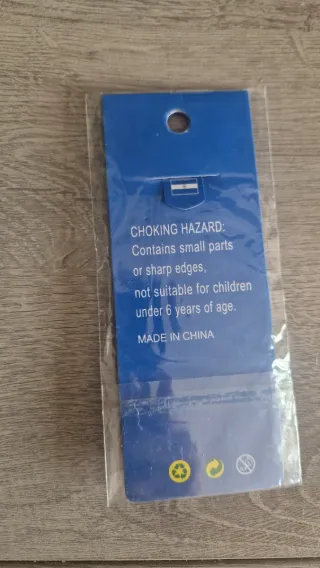 CHOKING HAZARD:
Contains small parts
or sharp edges,
not suitable for children
under 6 years of age.
MADE IN CHINA